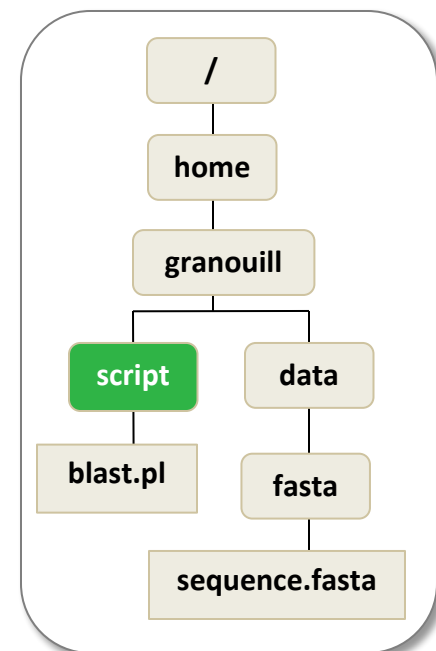 /
home
granouill
script
data
blast.pl
fasta
sequence.fasta